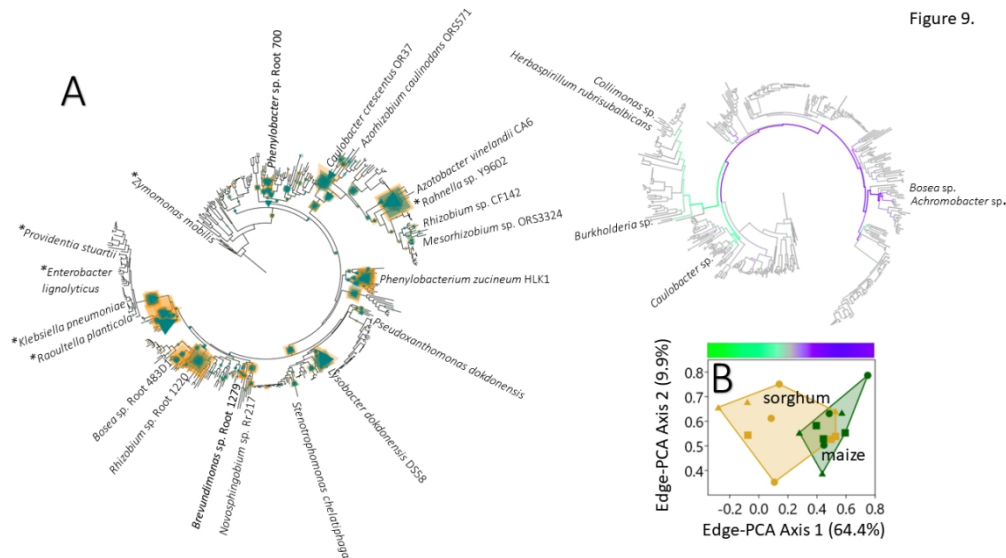 Figure 9.
A
Phenylobacter sp. Root 700
Caulobacter crescentus OR37
Azorhizobium caulinodans ORS571
Azotobacter vinelandii CA6
*Rahnella sp. Y9602
Rhizobium sp. CF142
Mesorhizobium sp. ORS3324
*Zymomonas mobilis
*Providentia stuartii
*Enterobacter
lignolyticus
*Klebsiella pneumoniae
*Raoultella planticola
Phenylobacterium zucineum HLK1
Pseudoxanthomonas dokdonensis
Bosea sp. Root 483D1
Rhizobium sp. Root 1220
Brevundimonas sp. Root 1279
Novosphingobium sp. Rr217
Stenotrophomonas chelatiphaga
Lysobacter dokdonensis DS58
Collimonas sp.
Herbaspirillum rubrisubalbicans
Burkholderia sp.
Caulobacter sp.
Bosea sp.
Achromobacter sp.
B
sorghum
maize
Edge-PCA Axis 2 (9.9%)
0.8
0.7
0.6
0.5
0.4
-0.2 0.0 0.2 0.4 0.6 0.8
Edge-PCA Axis 1 (64.4%)